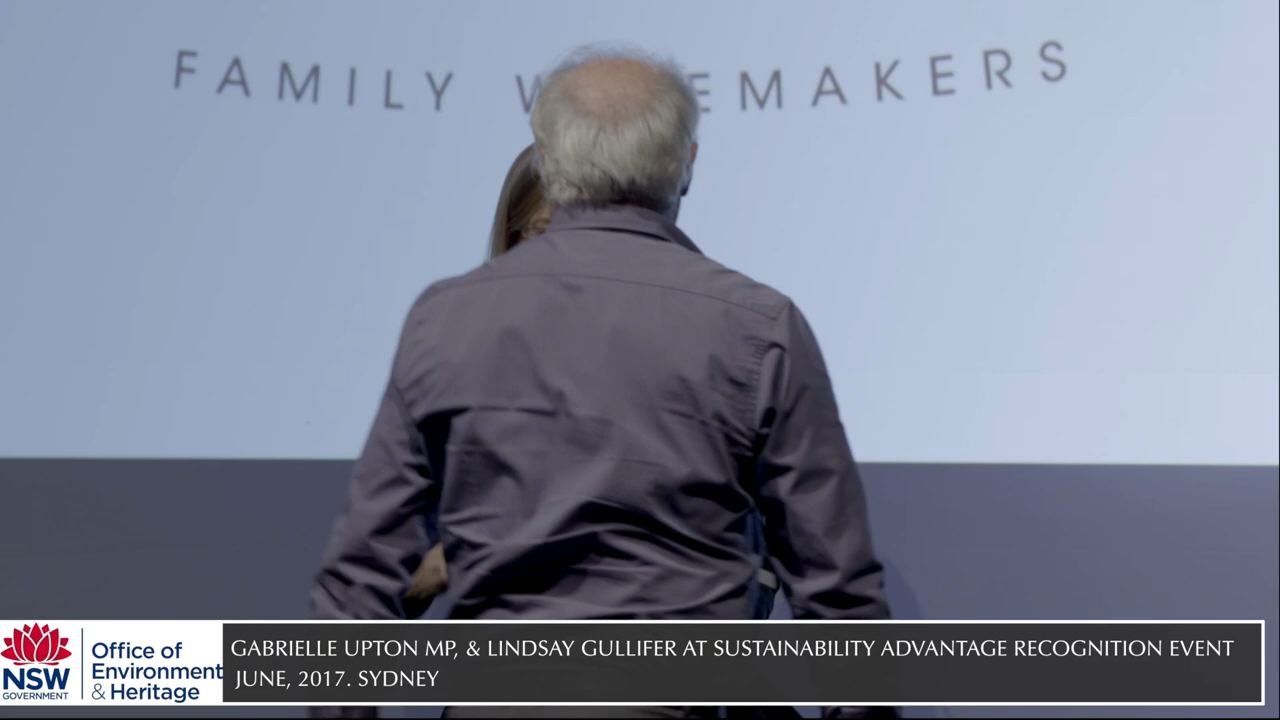 FAMILY EMAKERS
GABRIELLE UPTON MP, & LINDSAY GULLIFER AT SUSTAINABILITY ADVANTAGE RECOGNITION EVENT
JUNE, 2017. SYDNEY
NSW
GOVERNMENT
Office of
Environment
& Heritage